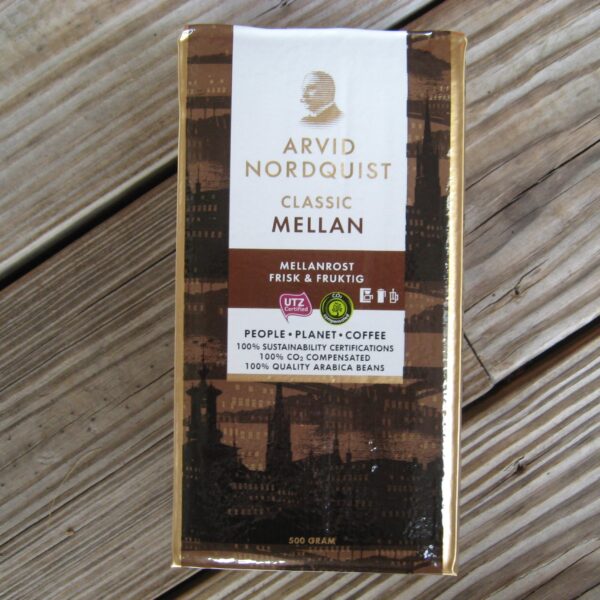 ARVID
NORDQUIST
CLASSIC
MELLAN
MELLANROST
FRISK & FRUKTIG
UTZ
Certified
CO₂
PEOPLE • PLANET • COFFEE
100% SUSTAINABILITY CERTIFICATIONS
100% CO₂ COMPENSATED
100% QUALITY ARABICA BEANS
500 GRAM